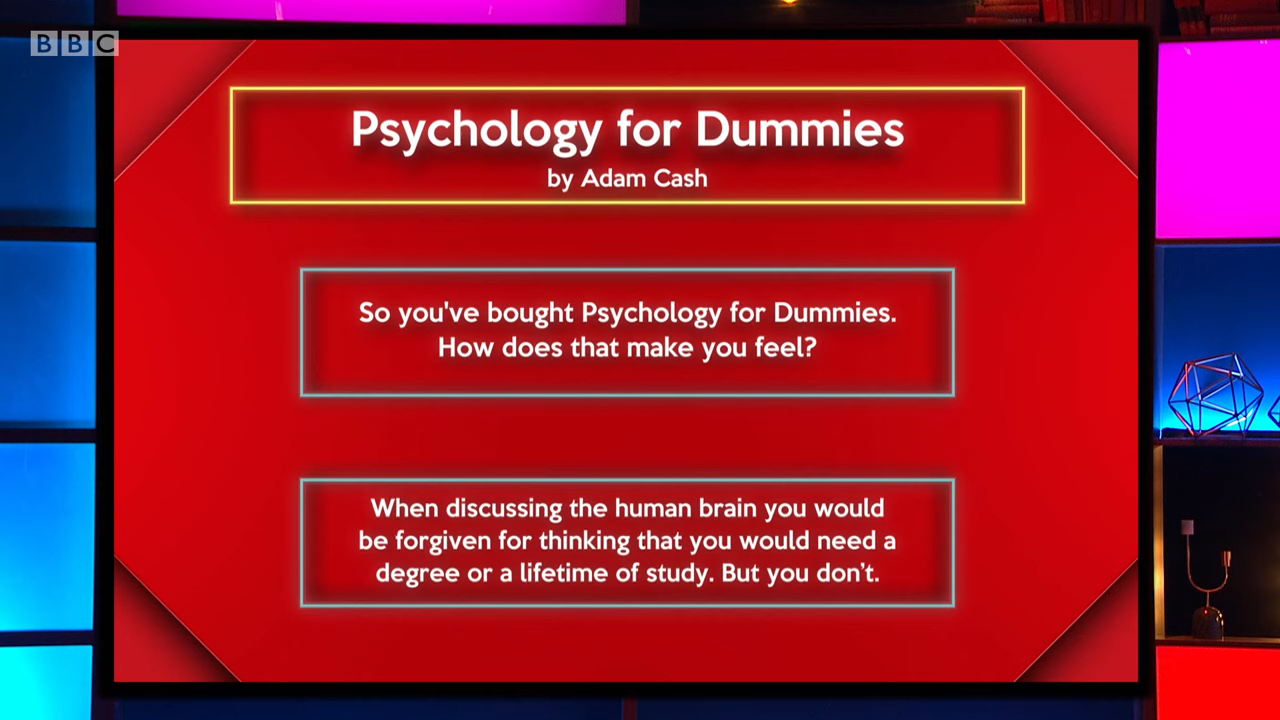 BBC
Psychology for Dummies
by Adam Cash
So you've bought Psychology for Dummies.
How does that make you feel?
When discussing the human brain you would
be forgiven for thinking that you would need a
degree or a lifetime of study. But you don't.